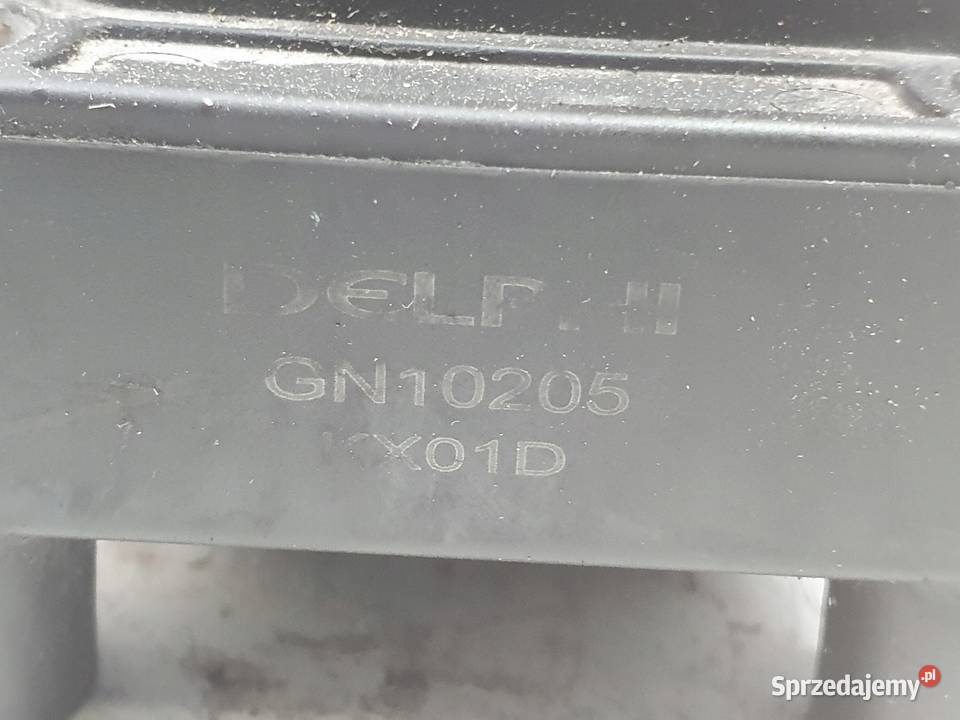 DELPHI
GN10205
KX01D
Sprzedajemy.pl